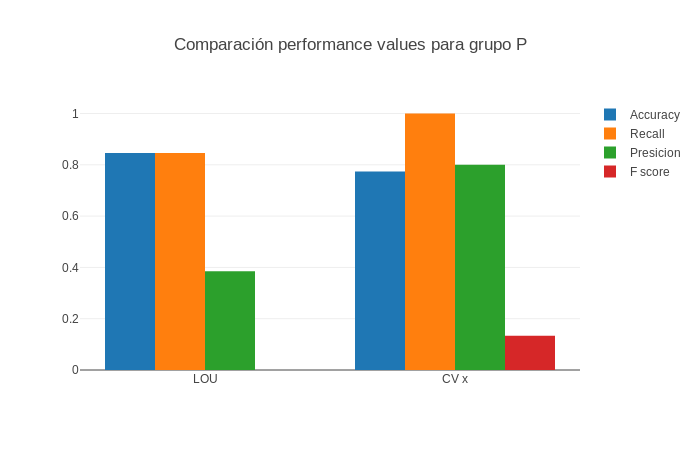 Comparación performance values para grupo P
1
0.8
0.6
0.4
0.2
0
LOU
CV x
Accuracy
Recall
Presicion
F score